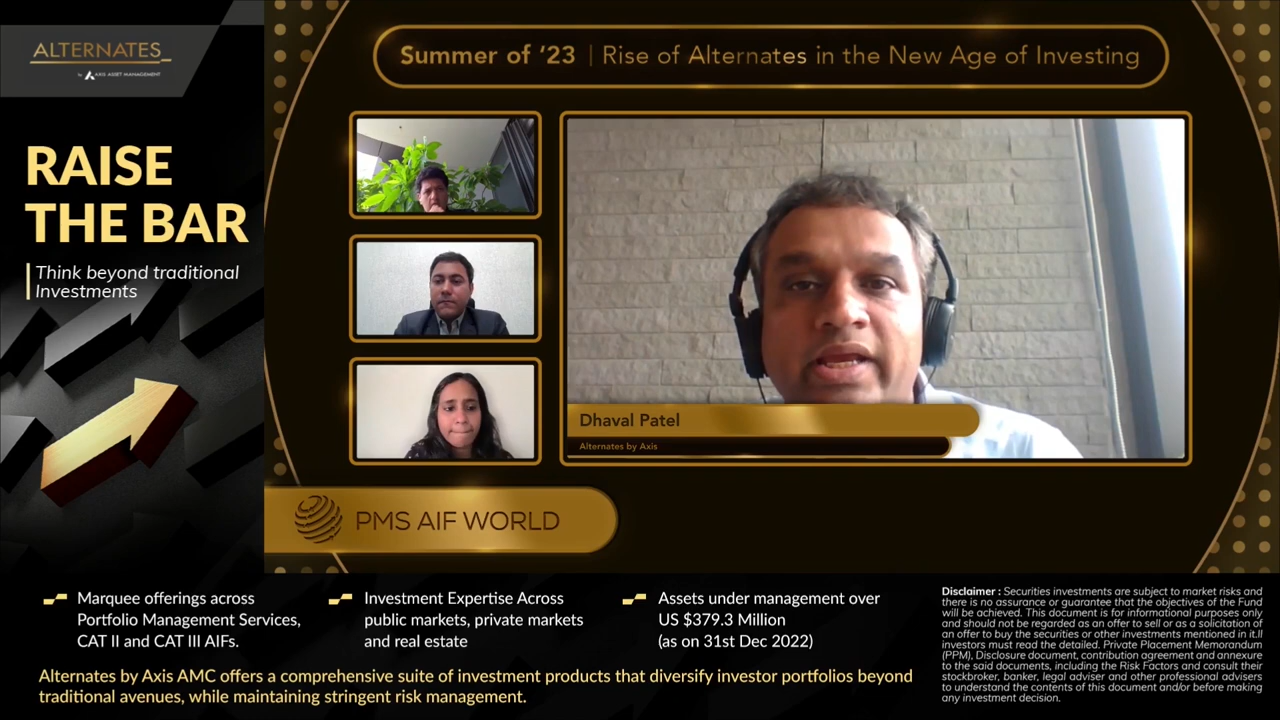 ALTERNATES
by AXIS ASSET MANAGEMENT
RAISE
THE BAR
Think beyond traditional
Investments
Summer of ‘23 | Rise of Alternates in the New Age of Investing
Dhaval Patel
Alternates by Axis
PMS AIF WORLD
Marquee offerings across
Portfolio Management Services,
CAT II and CAT III AIFs.
Investment Expertise Across
public markets, private markets
and real estate
Assets under management over
US $379.3 Million
(as on 31st Dec 2022)
Alternates by Axis AMC offers a comprehensive suite of investment products that diversify investor portfolios beyond
traditional avenues, while maintaining stringent risk management.
Disclaimer : Securities investments are subject to market risks and
there is no assurance or guarantee that the objectives of the Fund
will be achieved. This document is for informational purposes only
and should not be regarded as an offer to sell or as a solicitation of
an offer to buy the securities or other investments mentioned in it.ll
investors must read the detailed. Private Placement Memorandum
(PPM), Disclosure document, contribution agreement and annexure
to the said documents, including the Risk Factors and consult their
stockbroker, banker, legal adviser and other professional advisers
to understand the contents of this document and/or before making
any investment decision.